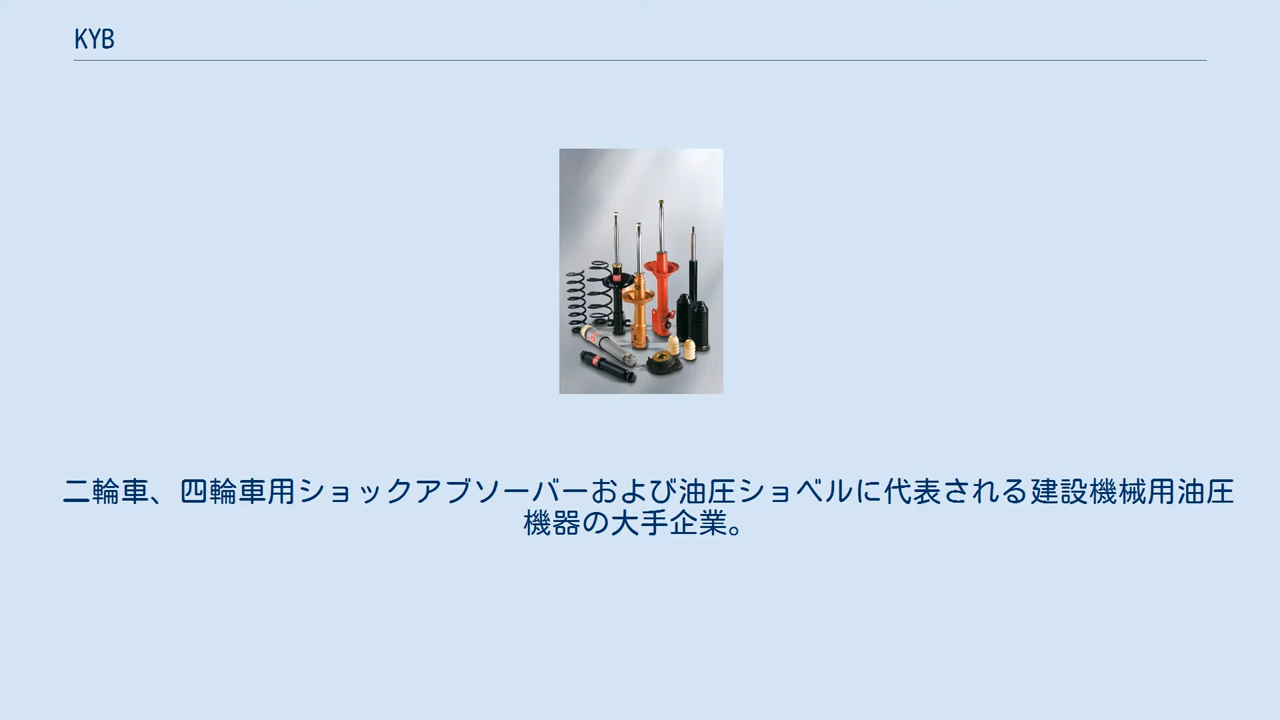 KYB
二輪車、四輪車用ショックアブソーバーおよび油圧ショベルに代表される建設機械用油圧
機器の大手企業。